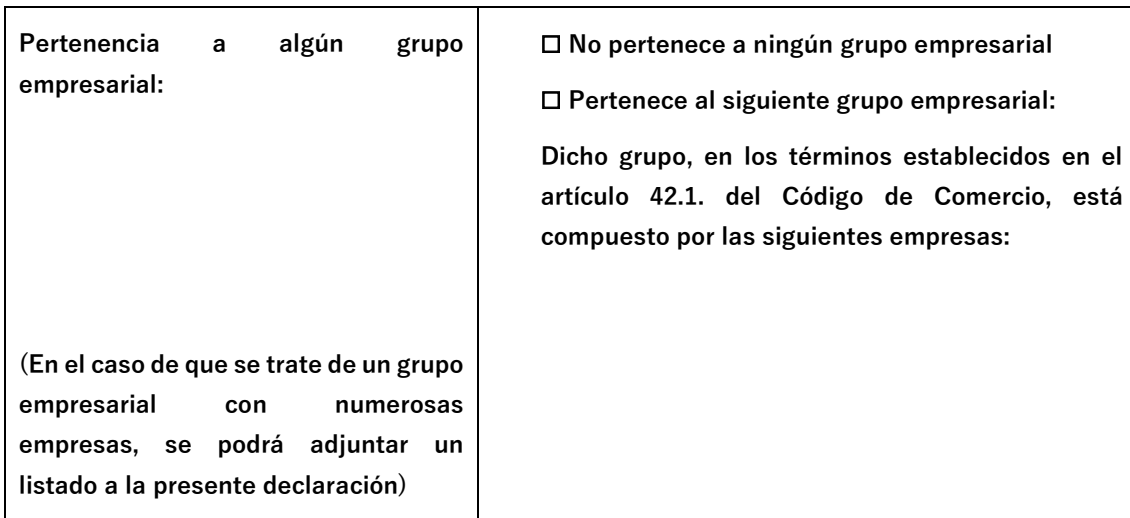 Pertenencia a algún grupo
empresarial:
(En el caso de que se trate de un grupo
empresarial con numerosas
empresas, se podrá adjuntar un
listado a la presente declaración)
☐ No pertenece a ningún grupo empresarial
☐ Pertenece al siguiente grupo empresarial:
Dicho grupo, en los términos establecidos en el
artículo 42.1. del Código de Comercio, está
compuesto por las siguientes empresas: